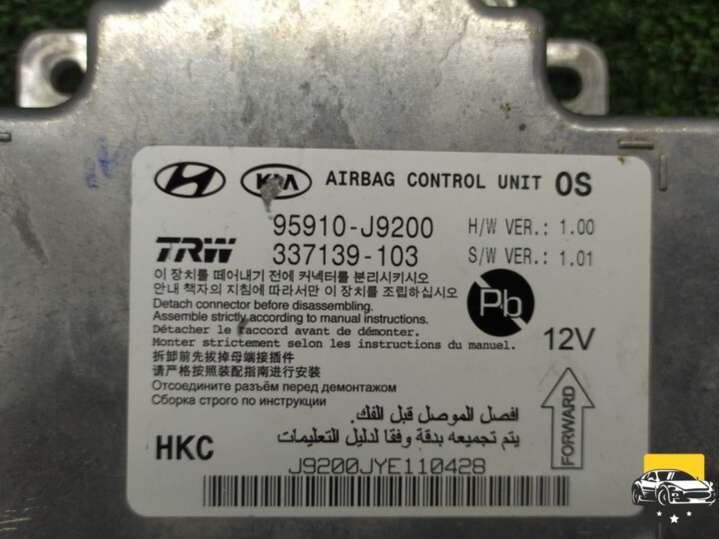 KIA AIRBAG CONTROL UNIT OS
95910-J9200 H/W VER.: 1.00
TRW 337139-103 S/W VER.: 1.01
이 장치를 떼어내기 전에 커넥터를 분리시키시오
안내 책자의 지침에 따라서만 이 장치를 조립하십시오
Detach connector before disassembling.
Assemble strictly according to manual instructions.
Détacher le raccord avant de démonter.
Monter strictement selon les instructions du manuel.
Pb
12V
拆卸前先拔掉母端接插件
请严格按照装配指南进行安装
Отсоедините разъём перед демонтажом
Сборка строго по инструкции
افصل الموصل قبل الفك.
يتم تجميعه بدقة وفقا لدليل التعليمات
FORWARD
HKC
J9200JYE110428